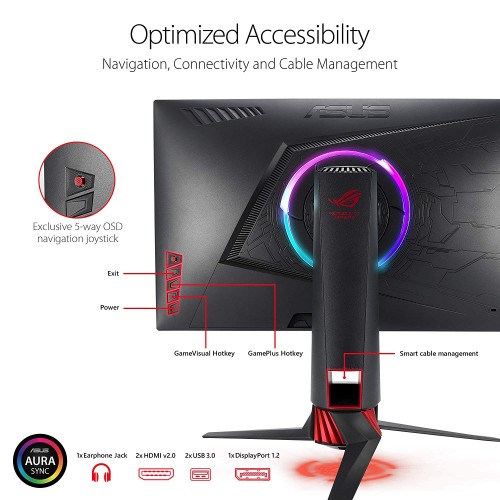 Optimized Accessibility
Navigation, Connectivity and Cable Management
ASUS
Exclusive 5-way OSD
navigation joystick
Exit
Power
GameVisual Hotkey
GamePlus Hotkey
Smart cable management
ASUS
AURA
SYNC
1x Earphone Jack
2x HDMI v2.0
2x USB 3.0
1x DisplayPort 1.2